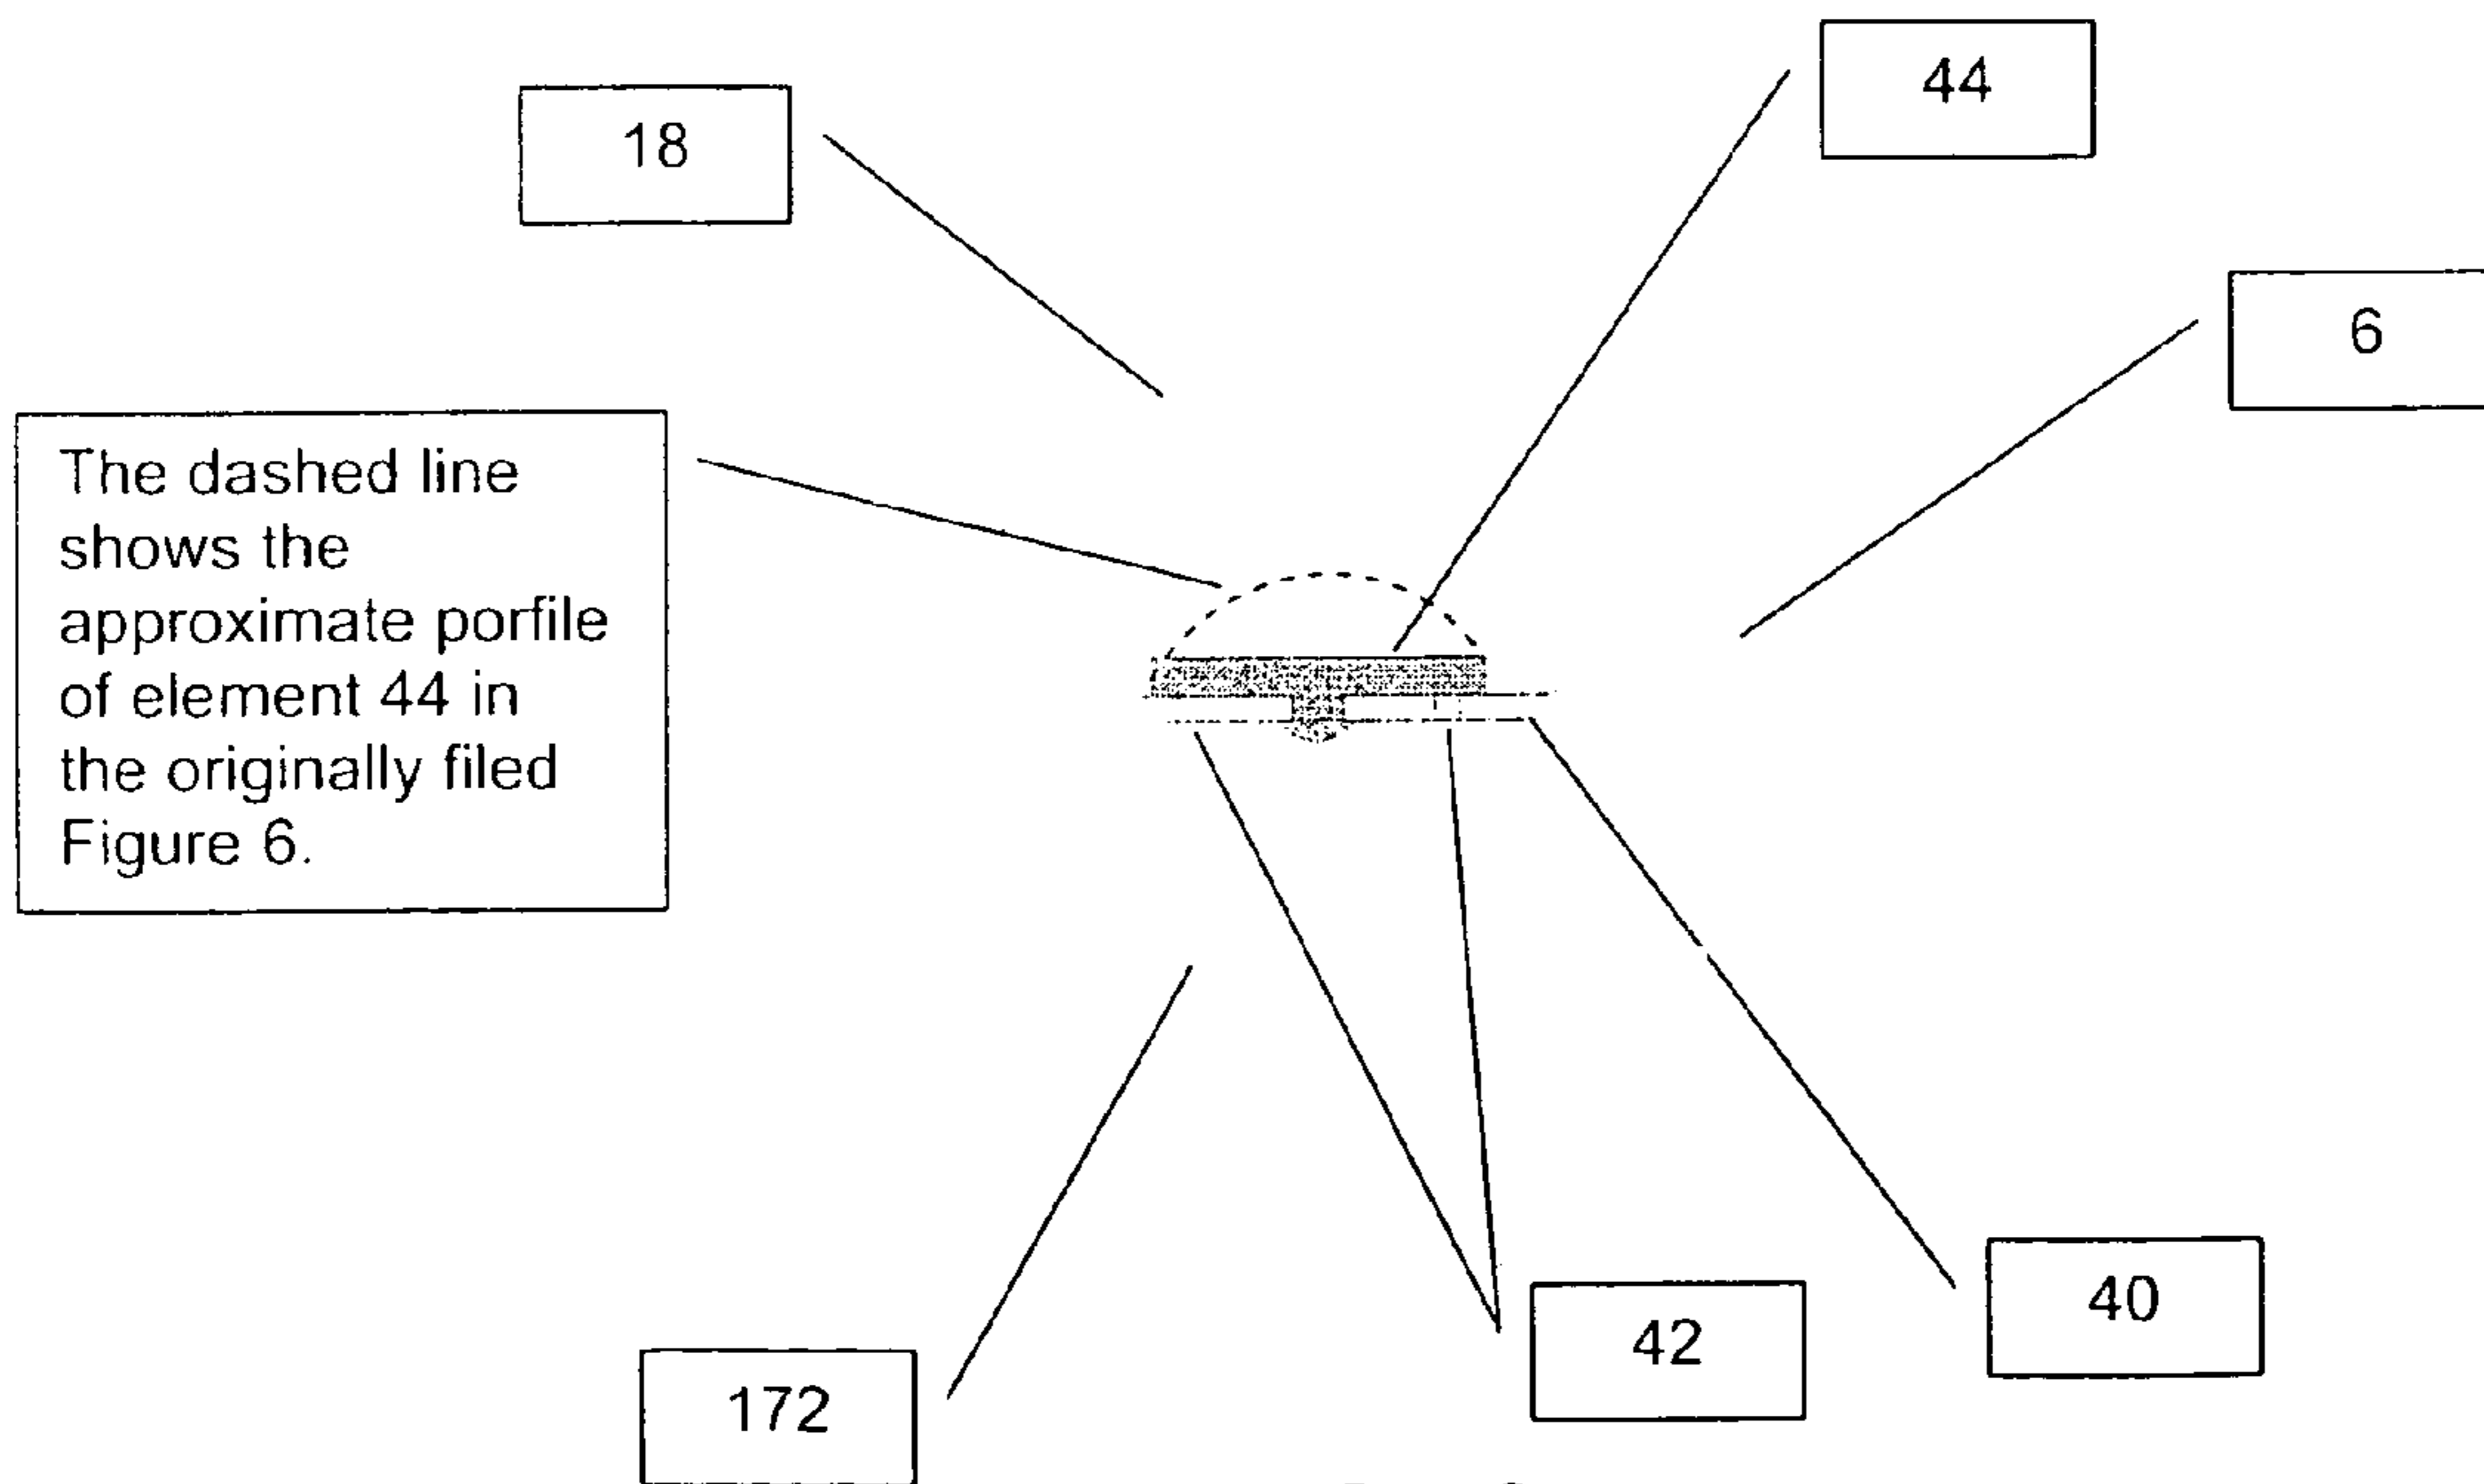 44
18
6
The dashed line
shows the
approximate porfile
of element 44 in
the originally filed
Figure 6.
40
42
172